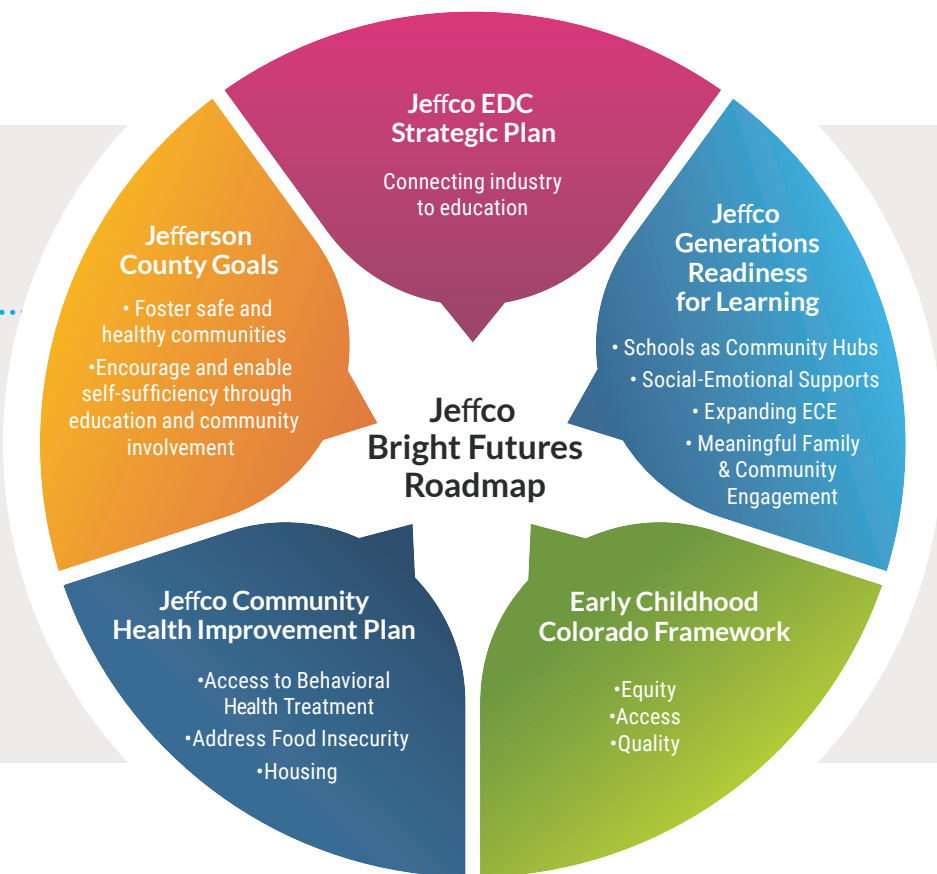 Jeffco EDC
Strategic Plan
Connecting industry
to education
Jeffco
Generations
Readiness
for Learning
• Schools as Community Hubs
• Social-Emotional Supports
• Expanding ECE
• Meaningful Family
& Community
Engagement
Early Childhood
Colorado Framework
•Equity
•Access
•Quality
Jeffco Community
Health Improvement Plan
•Access to Behavioral
Health Treatment
•Address Food Insecurity
•Housing
Jefferson
County Goals
• Foster safe and
healthy communities
•Encourage and enable
self-sufficiency through
education and community
involvement
Jeffco
Bright Futures
Roadmap